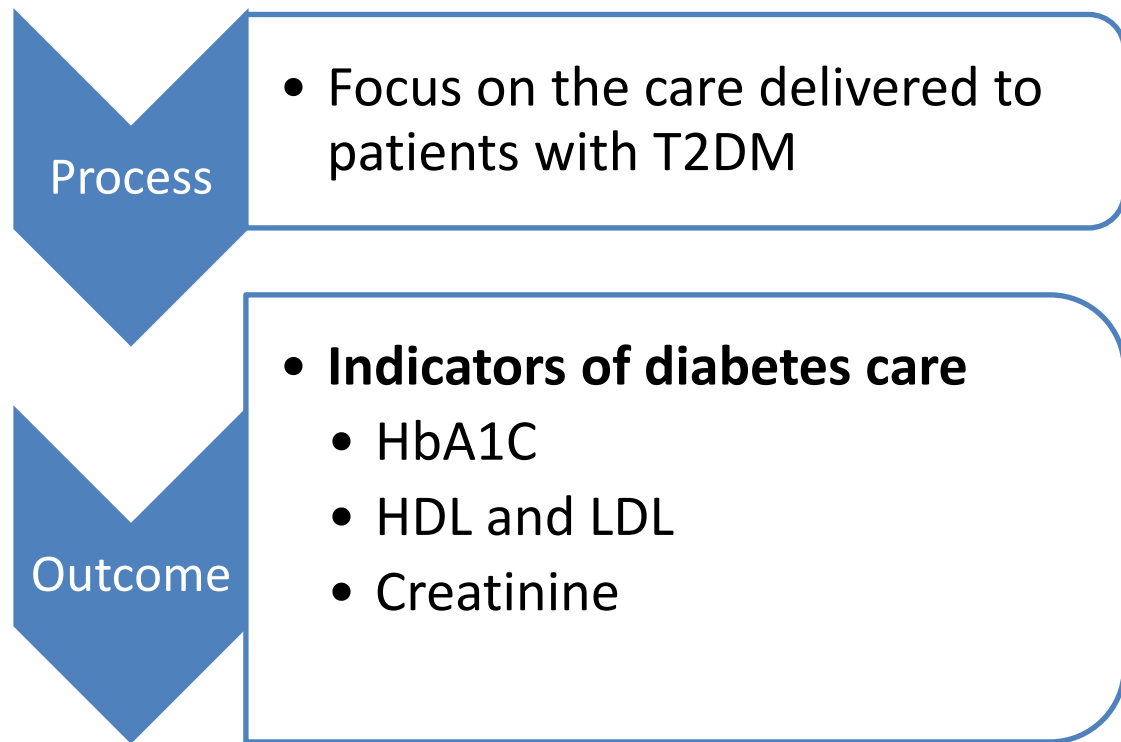 Process
• Focus on the care delivered to
patients with T2DM
Outcome
• Indicators of diabetes care
• HbA1C
• HDL and LDL
• Creatinine